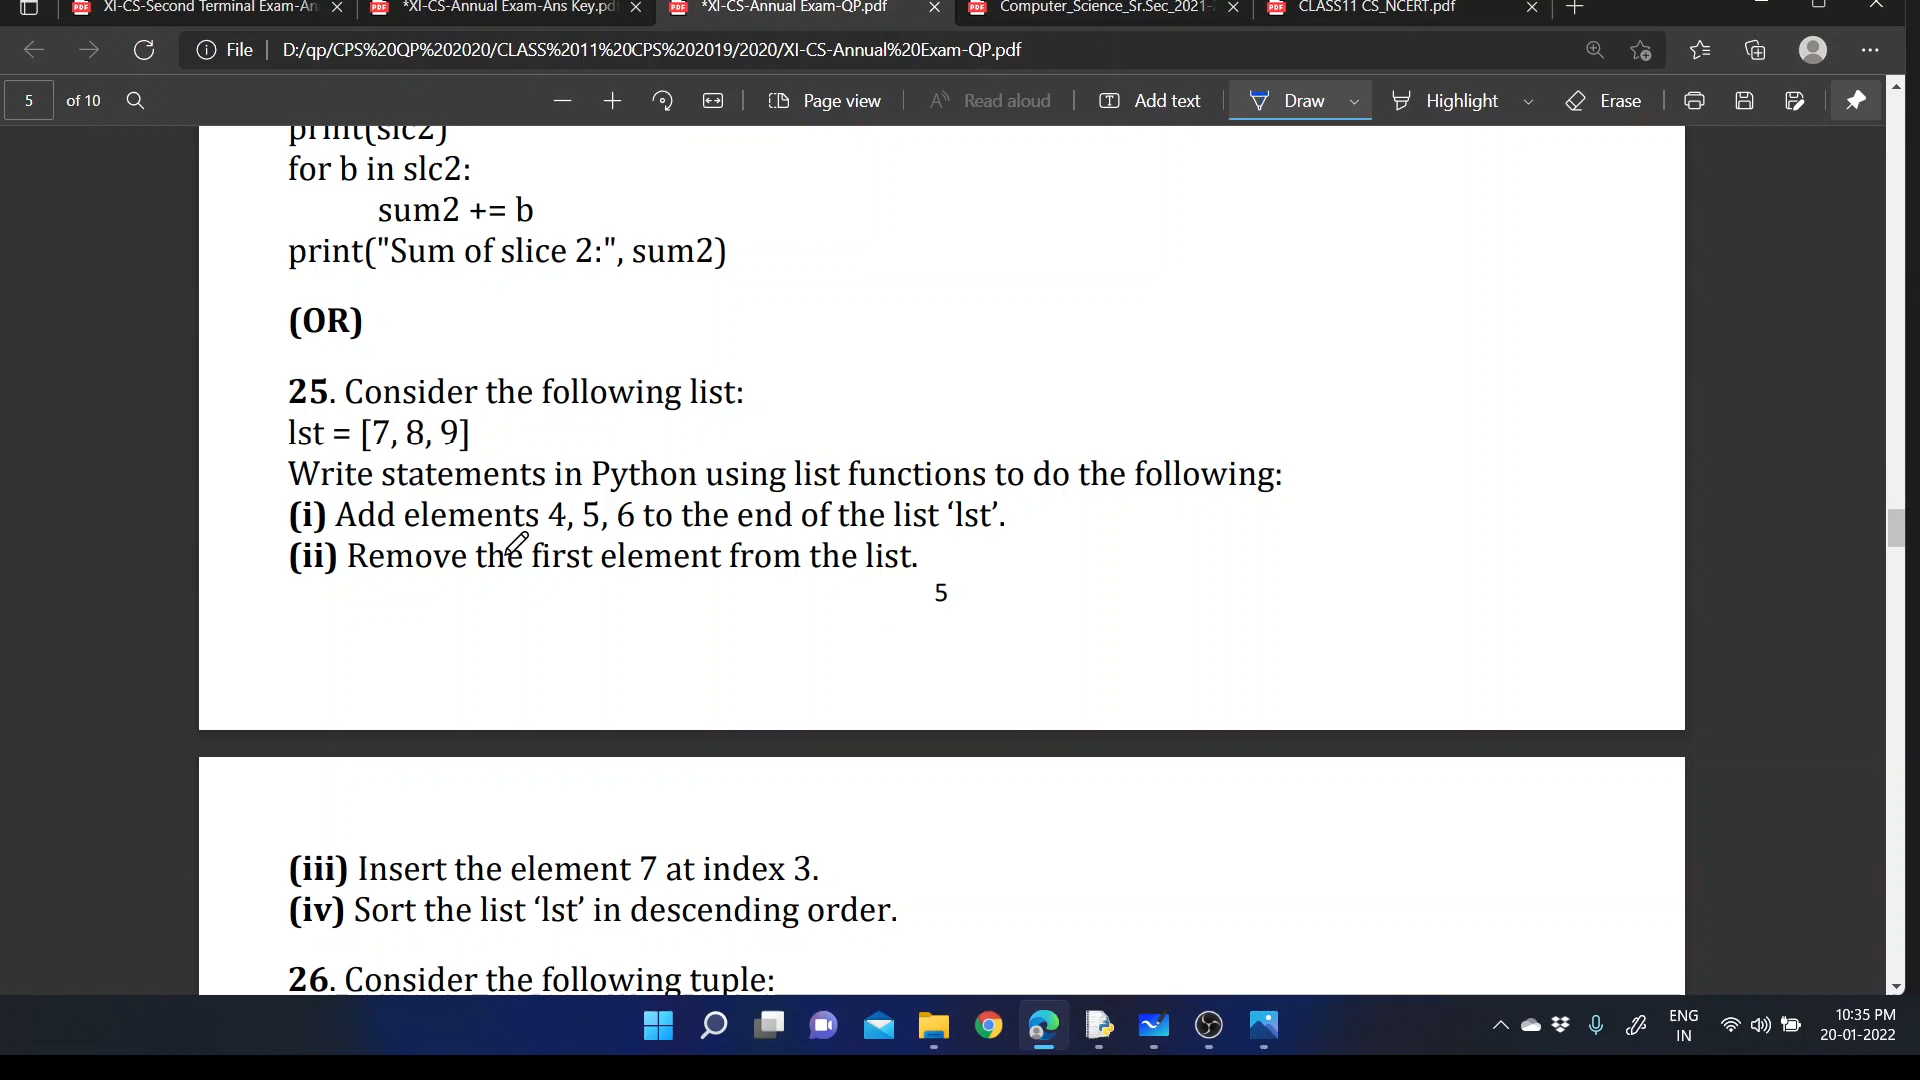 XI-CS-Second Terminal Exam-An
*XI-CS-Annual Exam-Ans Key.pdf
*XI-CS-Annual Exam-QP.pdf
Computer_Science_Sr.Sec_2021-
CLASS11 CS_NCERT.pdf
File
D:/qp/CPS%20QP%202020/CLASS%2011%20CPS%202019/2020/XI-CS-Annual%20Exam-QP.pdf
5 of 10
Page view
Read aloud
Add text
Draw
Highlight
Erase
print(slc2)
for b in slc2:
sum2 += b
print("Sum of slice 2:", sum2)
(OR)
25. Consider the following list:
lst = [7, 8, 9]
Write statements in Python using list functions to do the following:
(i) Add elements 4, 5, 6 to the end of the list ‘lst’.
(ii) Remove the first element from the list.
5
(iii) Insert the element 7 at index 3.
(iv) Sort the list ‘lst’ in descending order.
26. Consider the following tuple:
ENG
IN
10:35 PM
20-01-2022